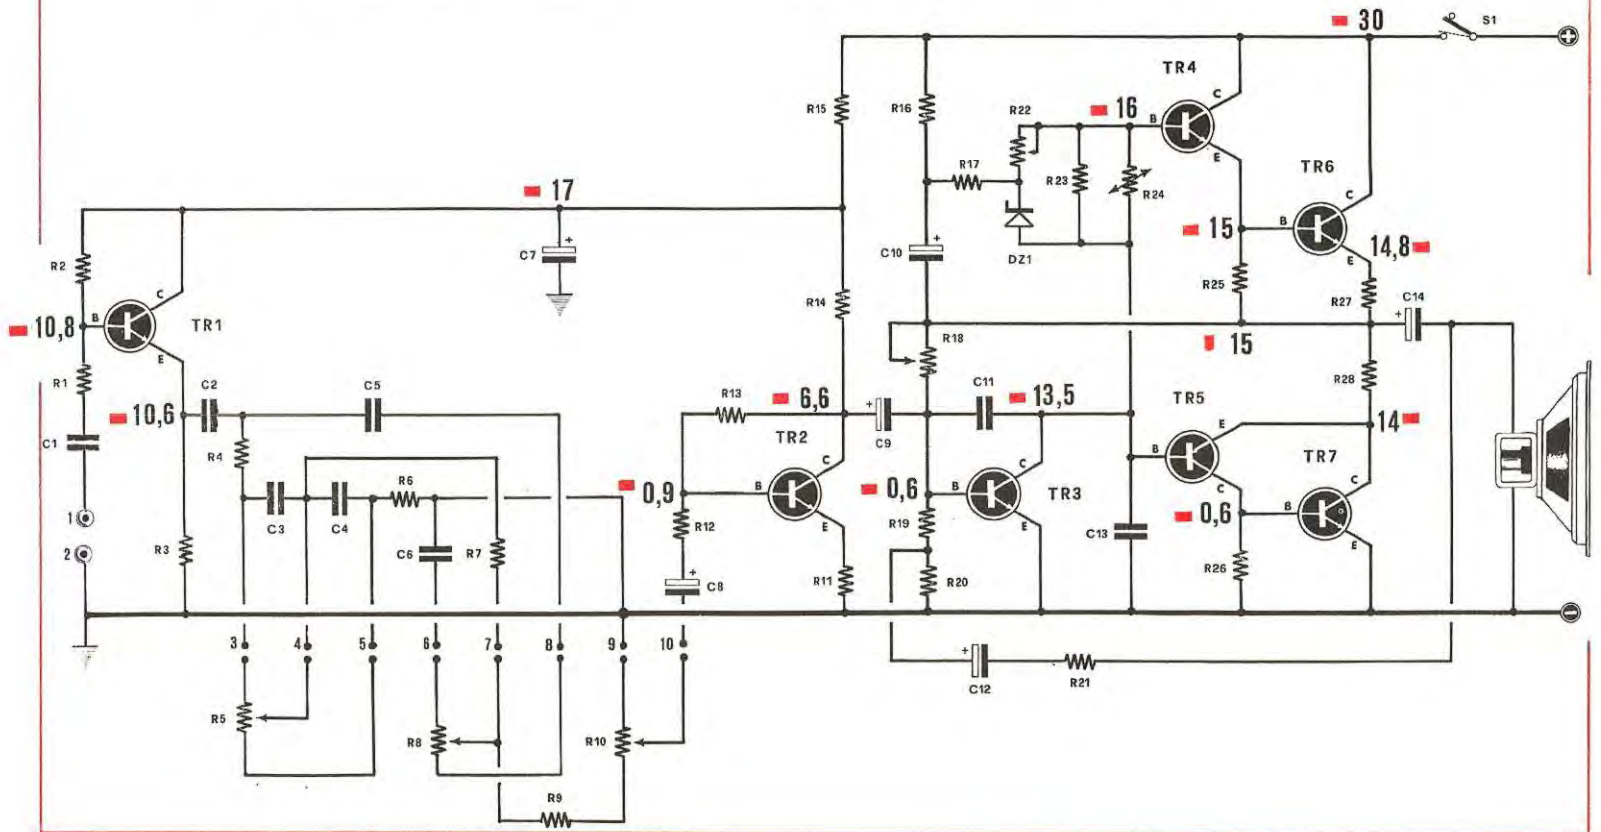 30
S1
TR4
R15
R16
R22
16
B
C
E
R17
R23
R24
TR6
17
15
B
C
E
14,8
DZ1
C7
C10
R2
R25
R27
C14
R14
10,8
B
C
E
TR1
R18
15
R1
C2
C5
C11
R28
10,6
R13
6,6
13,5
TR5
E
14
C1
R4
TR2
C9
B
C
TR7
R6
C
C
C
0,9
B
0,6
B
TR3
0,6
B
1
C3
C4
R12
E
R19
E
E
2
R3
C6
R7
C13
C8
R11
R20
R26
3
4
5
6
7
8
9
10
C12
R21
R5
R8
R10
R9